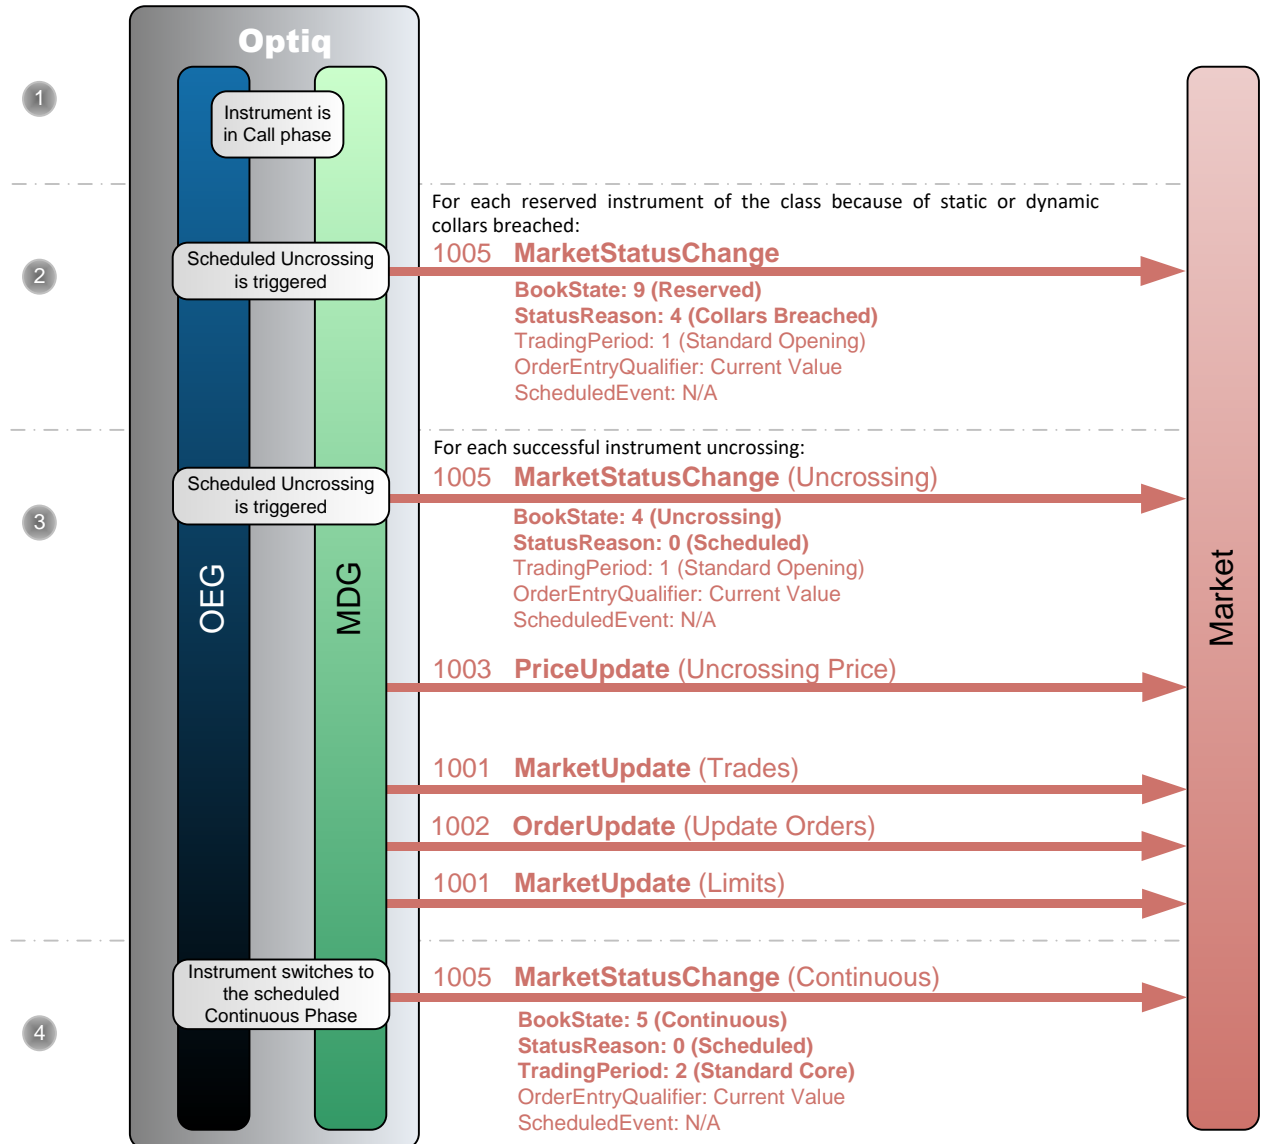 Optiq
1
Instrument is
in Call phase
For each reserved instrument of the class because of static or dynamic
collars breached:
1005 MarketStatusChange
2
Scheduled Uncrossing
is triggered
BookState: 9 (Reserved)
StatusReason: 4 (Collars Breached)
TradingPeriod: 1 (Standard Opening)
OrderEntryQualifier: Current Value
ScheduledEvent: N/A
For each successful instrument uncrossing:
1005 MarketStatusChange (Uncrossing)
3
Scheduled Uncrossing
is triggered
BookState: 4 (Uncrossing)
StatusReason: 0 (Scheduled)
TradingPeriod: 1 (Standard Opening)
OrderEntryQualifier: Current Value
ScheduledEvent: N/A
OEG
MDG
Market
1003 PriceUpdate (Uncrossing Price)
1001 MarketUpdate (Trades)
1002 OrderUpdate (Update Orders)
1001 MarketUpdate (Limits)
4
Instrument switches to
the scheduled
Continuous Phase
1005 MarketStatusChange (Continuous)
BookState: 5 (Continuous)
StatusReason: 0 (Scheduled)
TradingPeriod: 2 (Standard Core)
OrderEntryQualifier: Current Value
ScheduledEvent: N/A